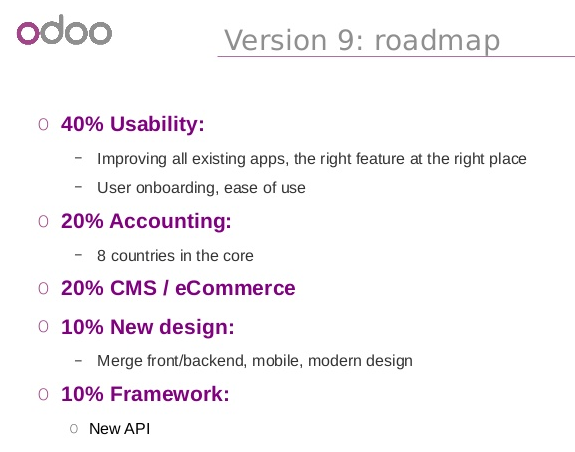 odoo
Version 9: roadmap
O 40% Usability:
– Improving all existing apps, the right feature at the right place
– User onboarding, ease of use
O 20% Accounting:
– 8 countries in the core
O 20% CMS / eCommerce
O 10% New design:
– Merge front/backend, mobile, modern design
O 10% Framework:
O New API